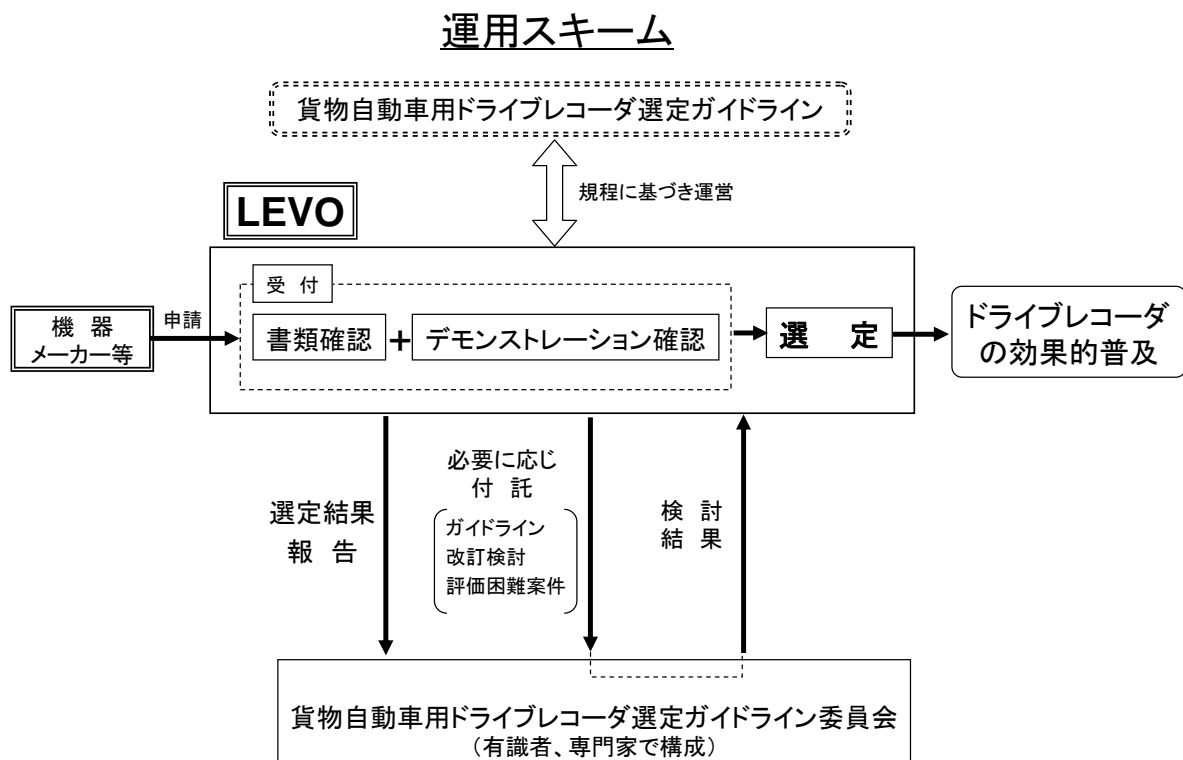 運用スキーム
貨物自動車用ドライブレコーダ選定ガイドライン
規程に基づき運営
LEVO
受 付
機 器
メーカー等
申請
書類確認
+
デモンストレーション確認
選 定
ドライブレコーダ
の効果的普及
選定結果
報 告
必要に応じ
付 託
ガイドライン
改訂検討
評価困難案件
検 討
結 果
貨物自動車用ドライブレコーダ選定ガイドライン委員会
(有識者、専門家で構成)